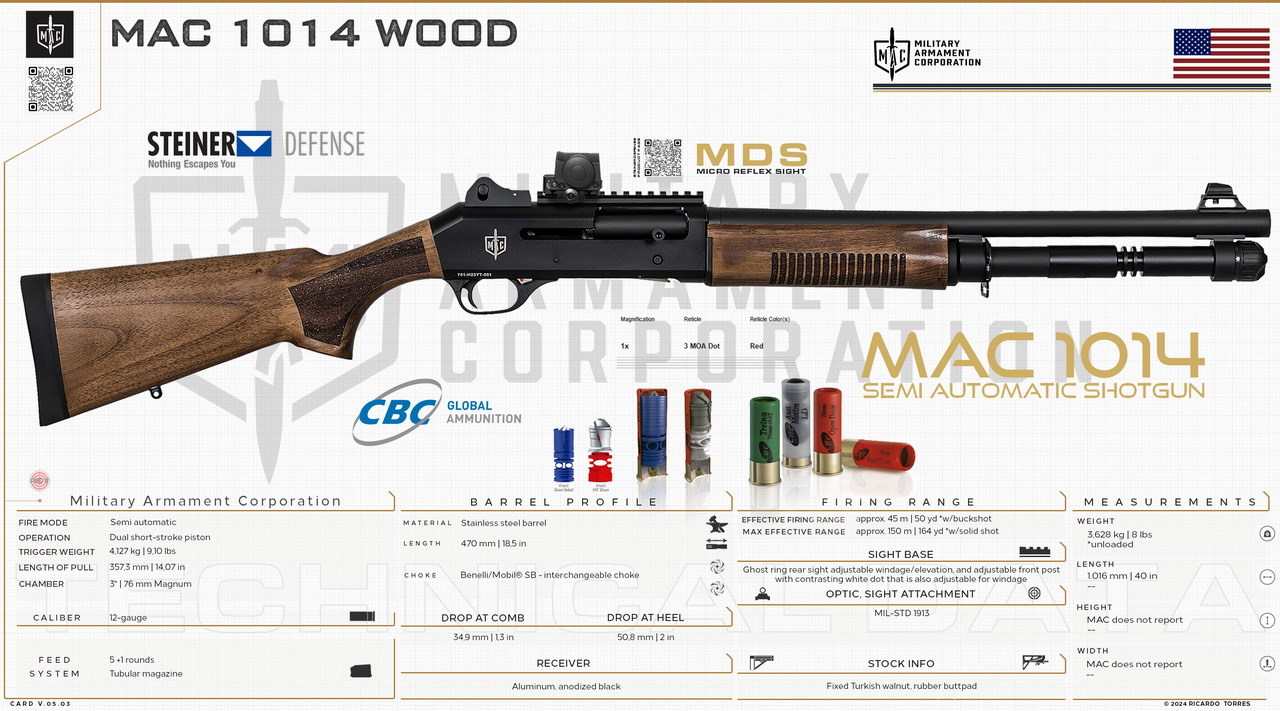 MAC 1014 WOOD
MAC
MILITARY
ARMAMENT
CORPORATION
STEINER DEFENSE
Nothing Escapes You
MDS
MICRO REFLEX SIGHT
MILITARY
ARMAMENT
CORPORATION
MAC
Magnification Reticle Reticle Color(s)
1x 3 MOA Dot Red
MAC 1014
SEMI AUTOMATIC SHOTGUN
CBC GLOBAL
AMMUNITION
TECHNICAL DATA
Military Armament Corporation
FIRE MODE Semi automatic
OPERATION Dual short-stroke piston
TRIGGER WEIGHT 4,127 kg | 9,10 lbs
LENGTH OF PULL 357.3 mm | 14,07 in
CHAMBER 3" | 76 mm Magnum
CALIBER 12-gauge
FEED 5 +1 rounds
SYSTEM Tubular magazine
BARREL PROFILE
MATERIAL Stainless steel barrel
LENGTH 470 mm | 18,5 in
CHOKE Benelli/Mobil® SB - interchangeable choke
DROP AT COMB DROP AT HEEL
34,9 mm | 1,3 in 50,8 mm | 2 in
RECEIVER
Aluminum, anodized black
FIRING RANGE
EFFECTIVE FIRING RANGE approx. 45 m | 50 yd *w/buckshot
MAX EFFECTIVE RANGE approx. 150 m | 164 yd *w/solid shot
SIGHT BASE
Ghost ring rear sight adjustable windage/elevation, and adjustable front post
with contrasting white dot that is also adjustable for windage
OPTIC, SIGHT ATTACHMENT
MIL-STD 1913
STOCK INFO
Fixed Turkish walnut, rubber buttpad
MEASUREMENTS
WEIGHT
3,628 kg | 8 lbs
*unloaded
LENGTH
1.016 mm | 40 in
--
HEIGHT
MAC does not report
--
WIDTH
MAC does not report
--
CARD V.05.03
© 2024 RICARDO TORRES